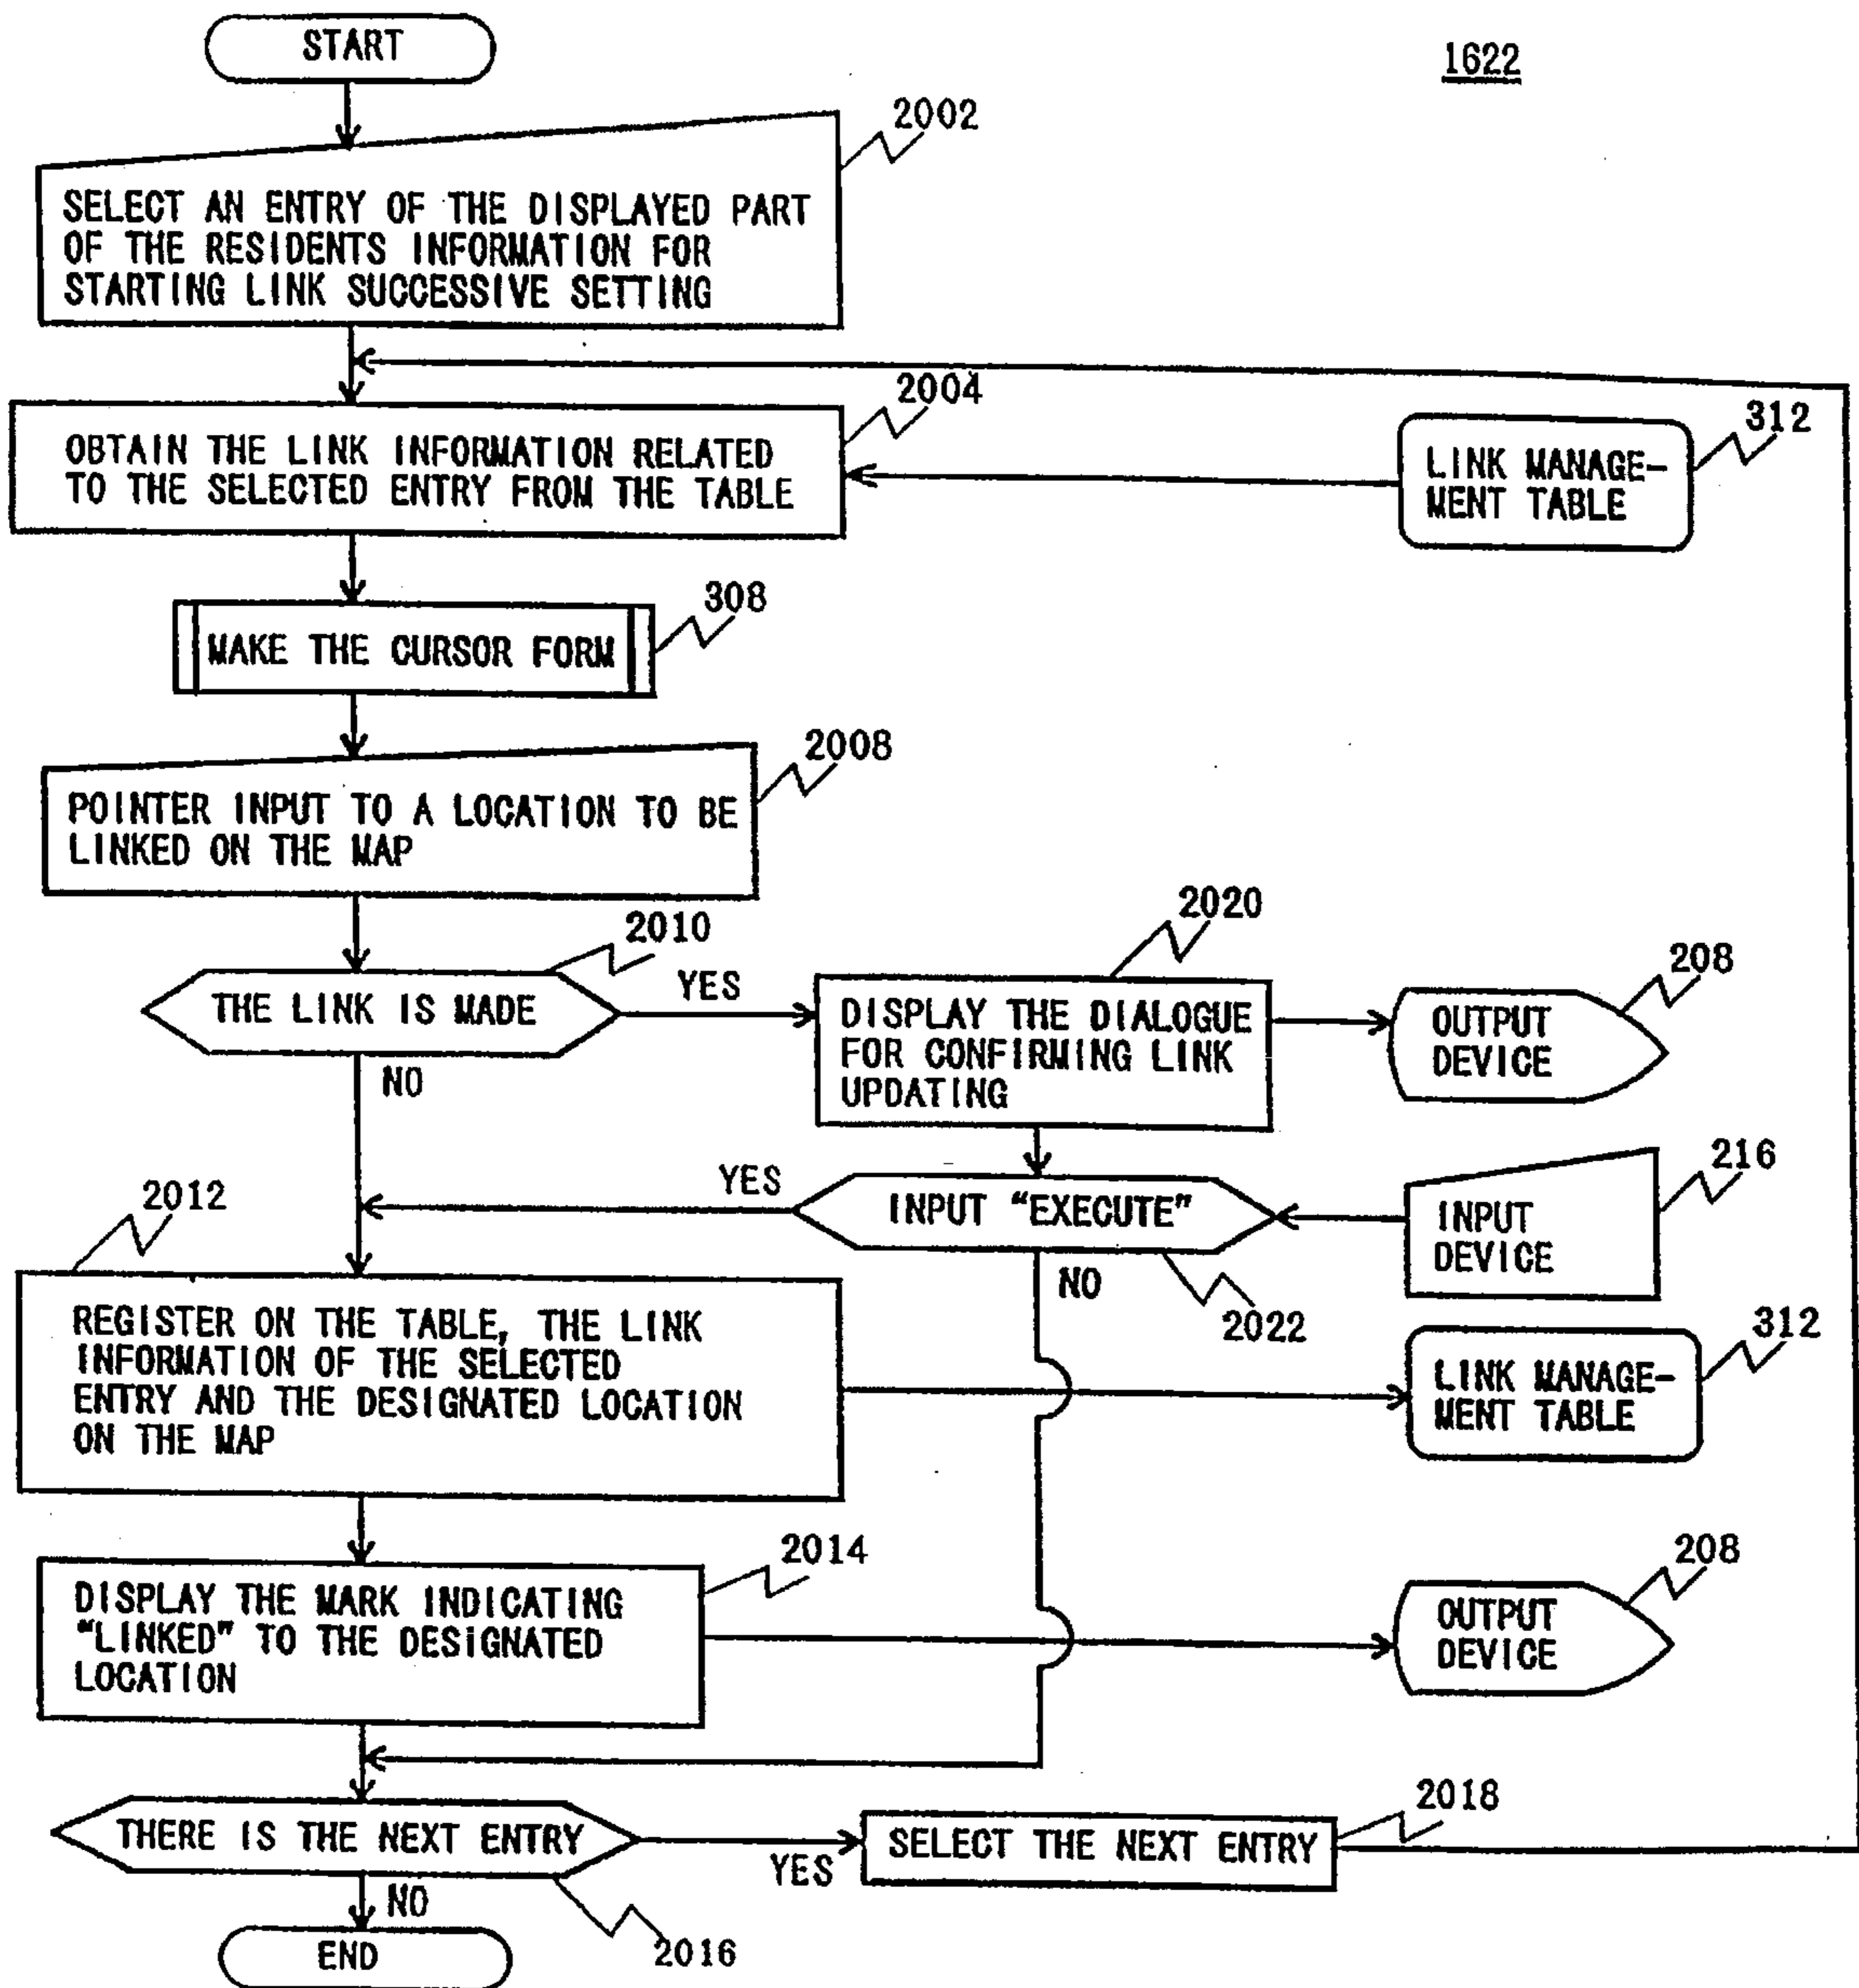 START
1622
2002
SELECT AN ENTRY OF THE DISPLAYED PART
OF THE RESIDENTS INFORMATION FOR
STARTING LINK SUCCESSIVE SETTING
2004
OBTAIN THE LINK INFORMATION RELATED
TO THE SELECTED ENTRY FROM THE TABLE
312
LINK MANAGE-
MENT TABLE
308
MAKE THE CURSOR FORM
2008
POINTER INPUT TO A LOCATION TO BE
LINKED ON THE MAP
2010
THE LINK IS MADE
YES
NO
2020
DISPLAY THE DIALOGUE
FOR CONFIRMING LINK
UPDATING
208
OUTPUT
DEVICE
YES
INPUT “EXECUTE”
NO
2022
216
INPUT
DEVICE
2012
REGISTER ON THE TABLE, THE LINK
INFORMATION OF THE SELECTED
ENTRY AND THE DESIGNATED LOCATION
ON THE MAP
312
LINK MANAGE-
MENT TABLE
2014
DISPLAY THE MARK INDICATING
“LINKED” TO THE DESIGNATED
LOCATION
208
OUTPUT
DEVICE
THERE IS THE NEXT ENTRY
YES
2018
SELECT THE NEXT ENTRY
NO
2016
END